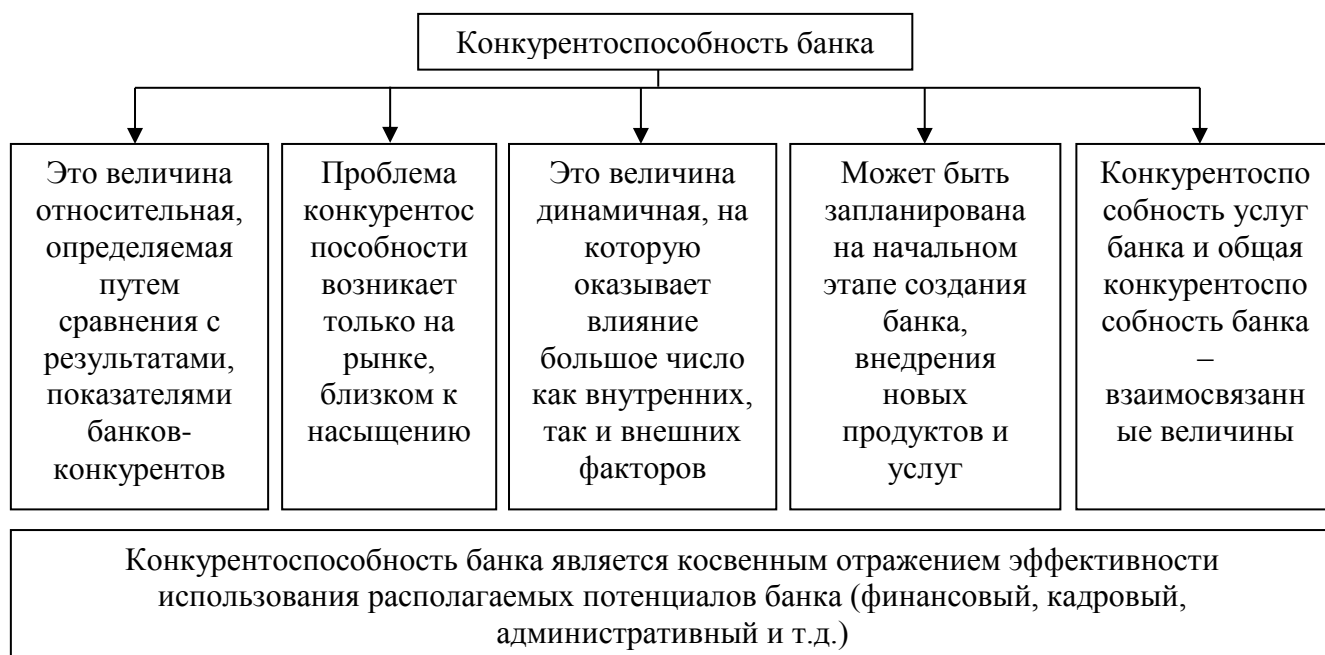 Конкурентоспособность банка
Это величина
относительная,
определяемая
путем
сравнения с
результатами,
показателями
банков-
конкурентов
Проблема
конкурентос
пособности
возникает
только на
рынке,
близком к
насыщению
Это величина
динамичная, на
которую
оказывает
влияние
большое число
как внутренних,
так и внешних
факторов
Может быть
запланирована
на начальном
этапе создания
банка,
внедрения
новых
продуктов и
услуг
Конкурентоспо
собность услуг
банка и общая
конкурентоспо
собность банка
–
взаимосвязанн
ые величины
Конкурентоспособность банка является косвенным отражением эффективности
использования располагаемых потенциалов банка (финансовый, кадровый,
административный и т.д.)